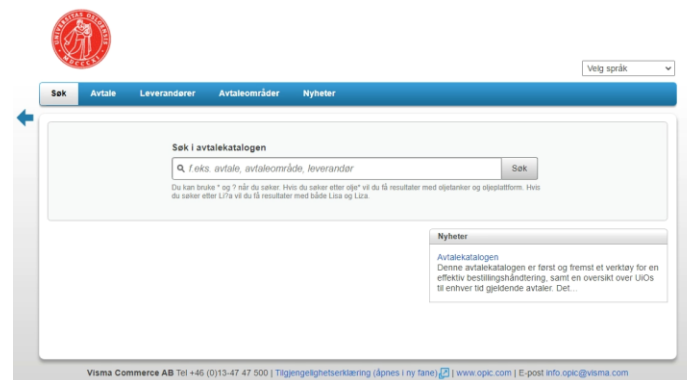 UNIVERSITAS OSLOENSIS
MDCCCXI
Velg språk
Søk Avtale Leverandører Avtaleområder Nyheter
Søk i avtalekatalogen
f.eks. avtale, avtaleområde, leverandør Søk
Du kan bruke * og ? når du søker. Hvis du søker etter olje* vil du få resultater med oljetanker og oljeplattform. Hvis
du søker etter Li?a vil du få resultater med både Lisa og Liza.
Nyheter
Avtalekatalogen
Denne avtalekatalogen er først og fremst et verktøy for en
effektiv bestillingshåndtering, samt en oversikt over UiOs
til enhver tid gjeldende avtaler. Det...
Visma Commerce AB Tel +46 (0)13-47 47 500 | Tilgjengelighetserklæring (åpnes i ny fane) | www.opic.com | E-post info.opic@visma.com